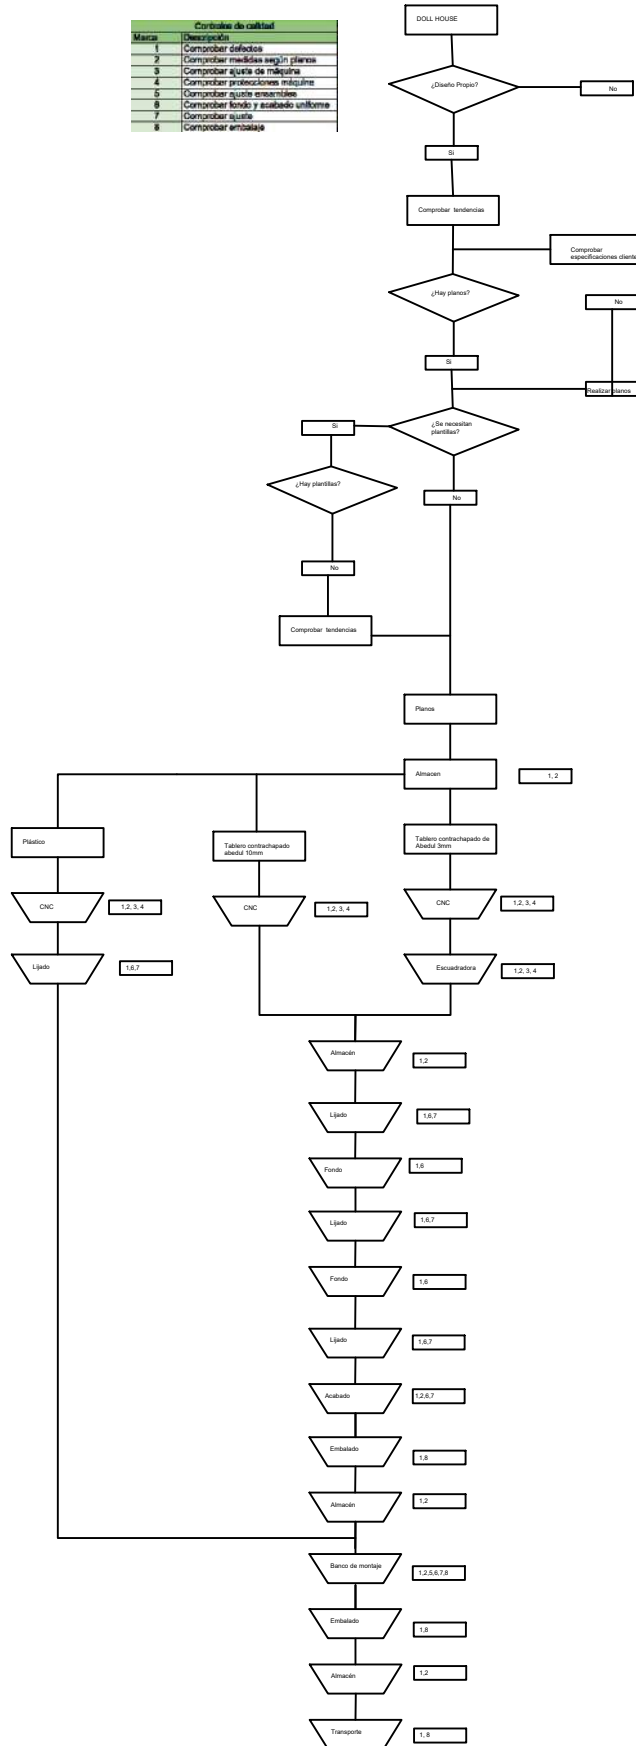 Controles de calidad
Marca Descripción
1 Comprobar defectos
2 Comprobar medidas según planos
3 Comprobar ajuste de máquina
4 Comprobar protecciones máquina
5 Comprobar ajuste ensambles
6 Comprobar fondo y acabado uniforme
7 Comprobar ajuste
8 Comprobar embalaje
DOLL HOUSE
¿Diseño Propio?
No
Si
Comprobar tendencias
Comprobar
especificaciones cliente
¿Hay planos?
No
Si
Realizar planos
Si
¿Se necesitan
plantillas?
¿Hay plantillas?
No
No
Comprobar tendencias
Planos
Almacen
1, 2
Plástico
Tablero contrachapado
abedul 10mm
Tablero contrachapado de
Abedul 3mm
CNC
1,2, 3, 4
CNC
1,2, 3, 4
CNC
1,2, 3, 4
Lijado
1,6,7
Escuadradora
1,2, 3, 4
Almacén
1,2
Lijado
1,6,7
Fondo
1,6
Lijado
1,6,7
Fondo
1,6
Lijado
1,6,7
Acabado
1,2,6,7
Embalado
1,8
Almacén
1,2
Banco de montaje
1,2,5,6,7,8
Embalado
1,8
Almacén
1,2
Transporte
1, 8